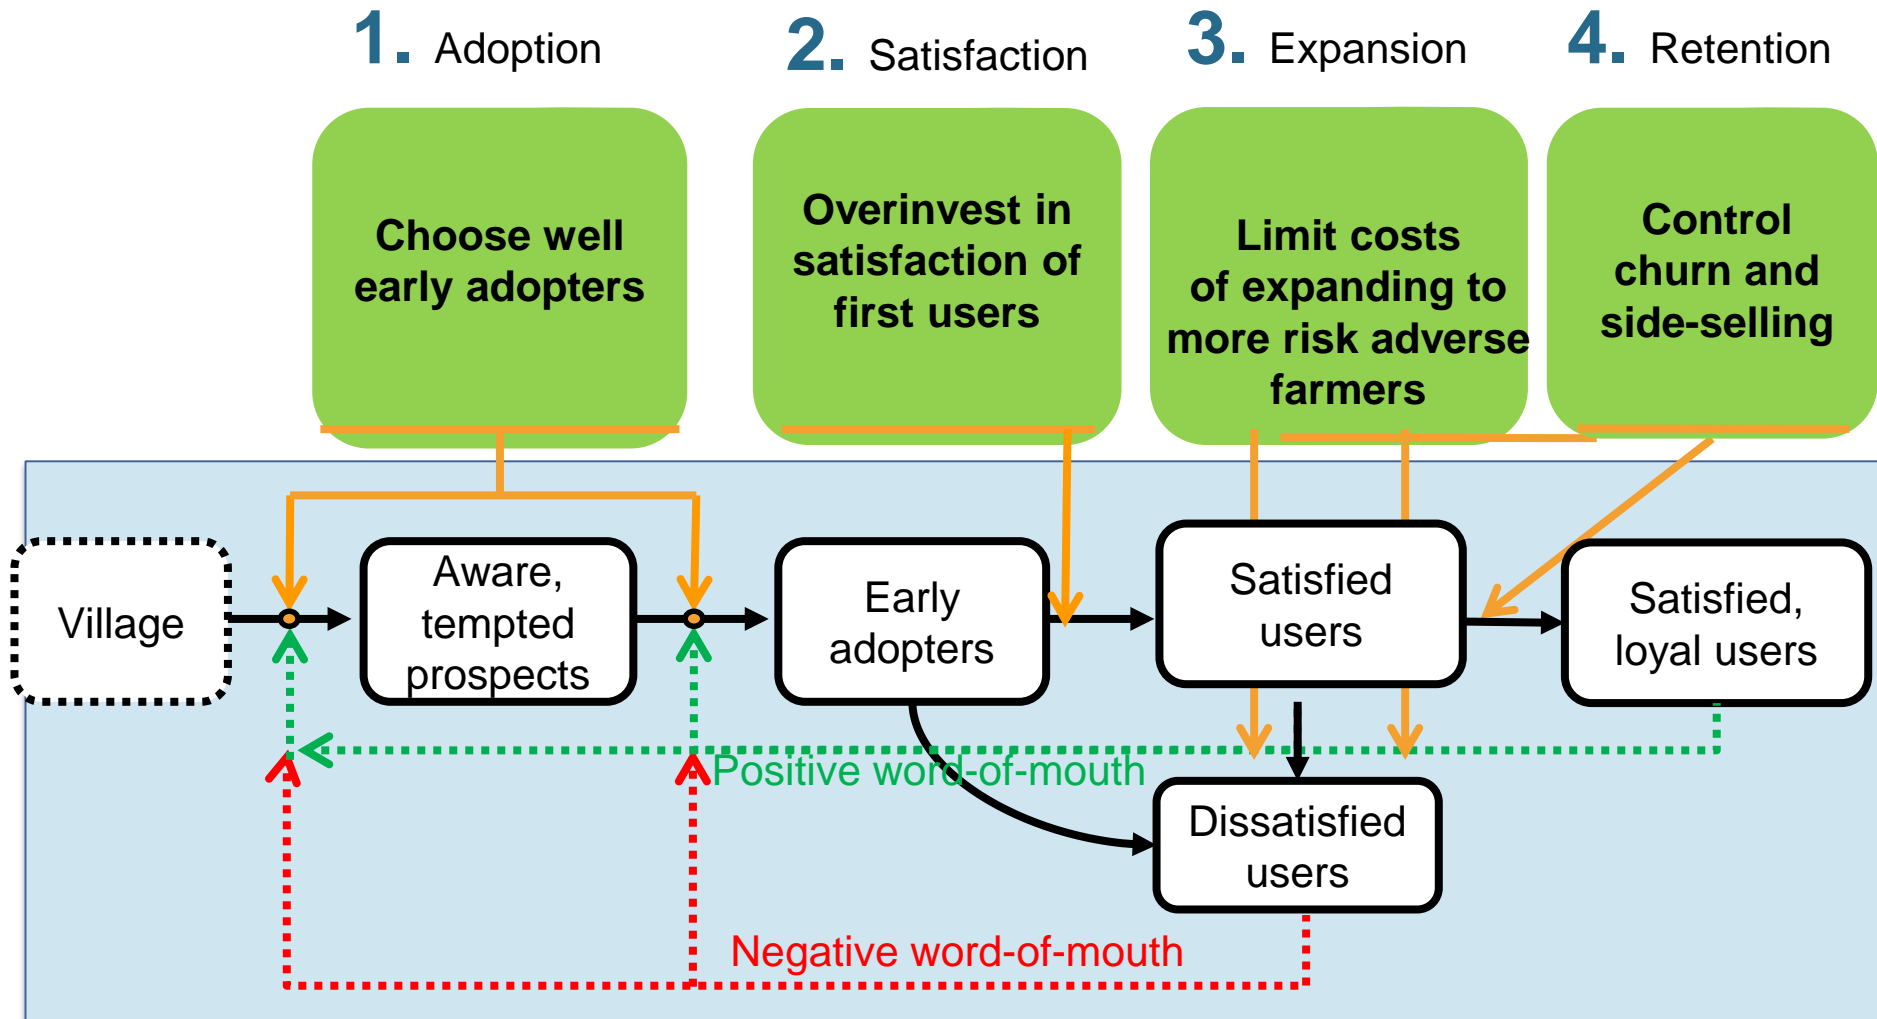 1. Adoption
2. Satisfaction
3. Expansion
4. Retention
Choose well
early adopters
Overinvest in
satisfaction of
first users
Limit costs
of expanding to
more risk adverse
farmers
Control
churn and
side-selling
Village
Aware,
tempted
prospects
Early
adopters
Satisfied
users
Satisfied,
loyal users
Positive word-of-mouth
Dissatisfied
users
Negative word-of-mouth